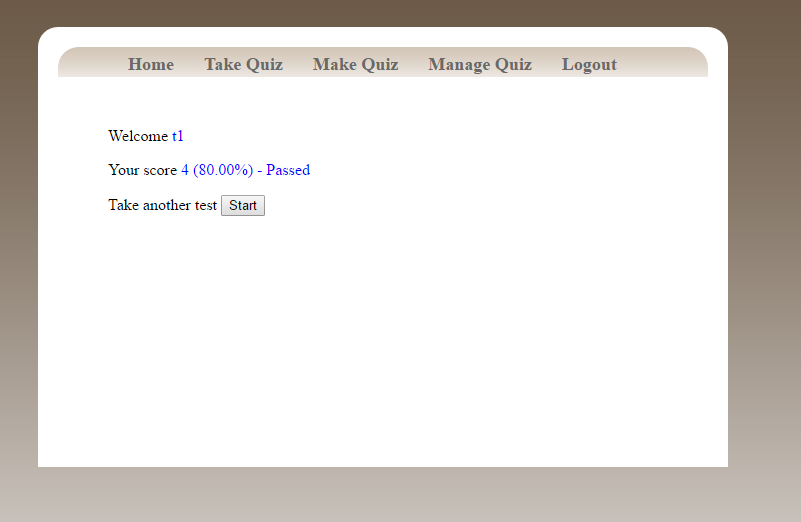 Home Take Quiz Make Quiz Manage Quiz Logout
Welcome t1
Your score 4 (80.00%) - Passed
Take another test Start